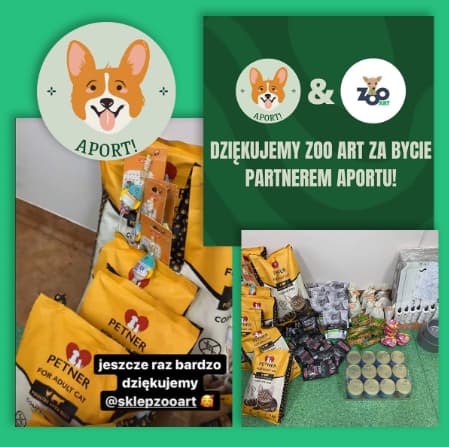 APORT!
APORT!
&
ZOO
ART
DZIĘKUJEMY ZOO ART ZA BYCIE
PARTNEREM APORTU!
PETNER
PETNER
FOR ADULT CAT
jeszcze raz bardzo
dziękujemy
@sklepzooart 🥰